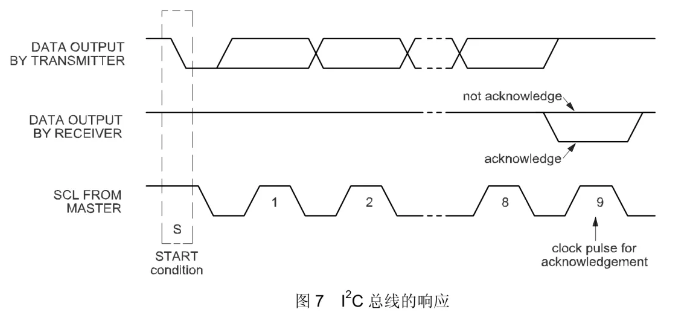 DATA OUTPUT
BY TRANSMITTER
not acknowledge
DATA OUTPUT
BY RECEIVER
acknowledge
SCL FROM
MASTER
1
2
8
9
S
START
condition
clock pulse for
acknowledgement
图 7 I²C 总线的响应